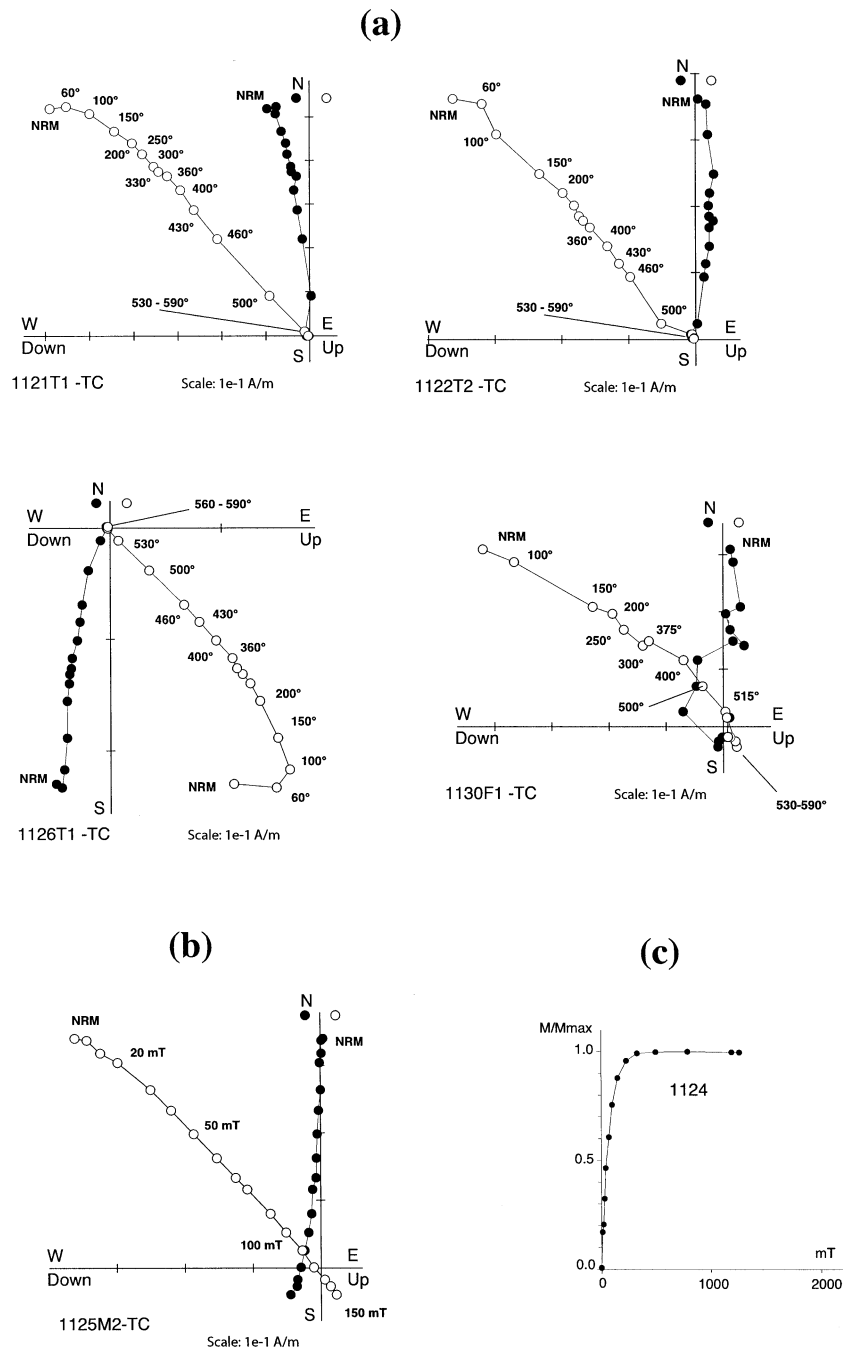 (a)
N
NRM
60°
100°
150°
250°
200°
300°
330°
360°
400°
430°
460°
500°
530 - 590°
NRM
W
E
Down
S
Up
1121T1 -TC
Scale: 1e-1 A/m
N
NRM
60°
100°
150°
200°
360°
400°
430°
460°
500°
530 - 590°
NRM
W
E
Down
S
Up
1122T2 -TC
Scale: 1e-1 A/m
N
560 - 590°
W
E
Down
Up
530°
500°
460°
430°
400°
360°
200°
150°
100°
60°
NRM
NRM
S
1126T1 -TC
Scale: 1e-1 A/m
N
NRM
NRM
100°
150°
200°
250°
375°
300°
400°
500°
515°
W
E
Down
Up
S
530-590°
1130F1 -TC
Scale: 1e-1 A/m
(b)
N
NRM
NRM
20 mT
50 mT
100 mT
W
E
Down
Up
S
150 mT
1125M2-TC
Scale: 1e-1 A/m
(c)
M/Mmax
1.0
1124
0.5
0.0
mT
0
1000
2000